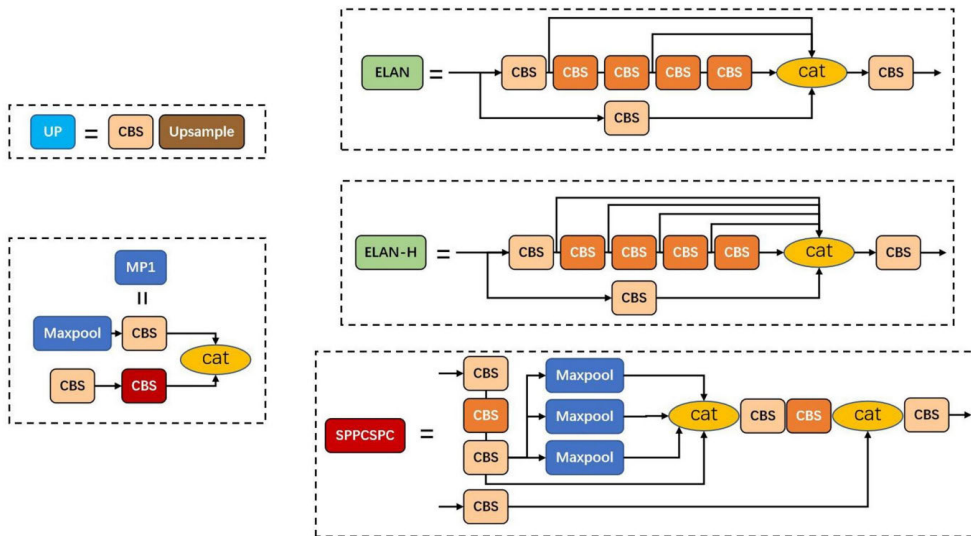 UP = CBS Upsample
MP1
=
Maxpool CBS
cat
CBS CBS
ELAN = CBS CBS CBS CBS CBS cat CBS
CBS
ELAN-H = CBS CBS CBS CBS CBS cat CBS
CBS
CBS Maxpool
SPPCSPC = CBS Maxpool cat CBS CBS cat CBS
CBS Maxpool
CBS